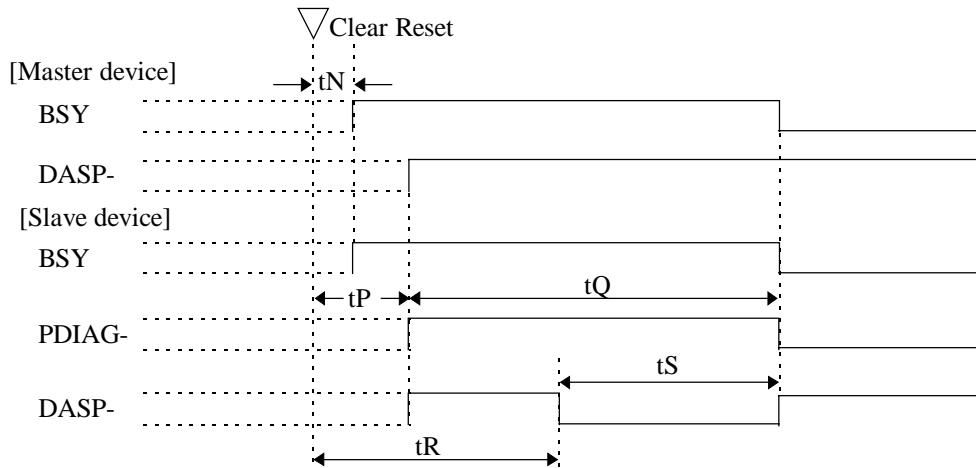 Clear Reset
[Master device]
tN
BSY
DASP-
[Slave device]
BSY
tP
tQ
PDIAG-
tS
DASP-
tR